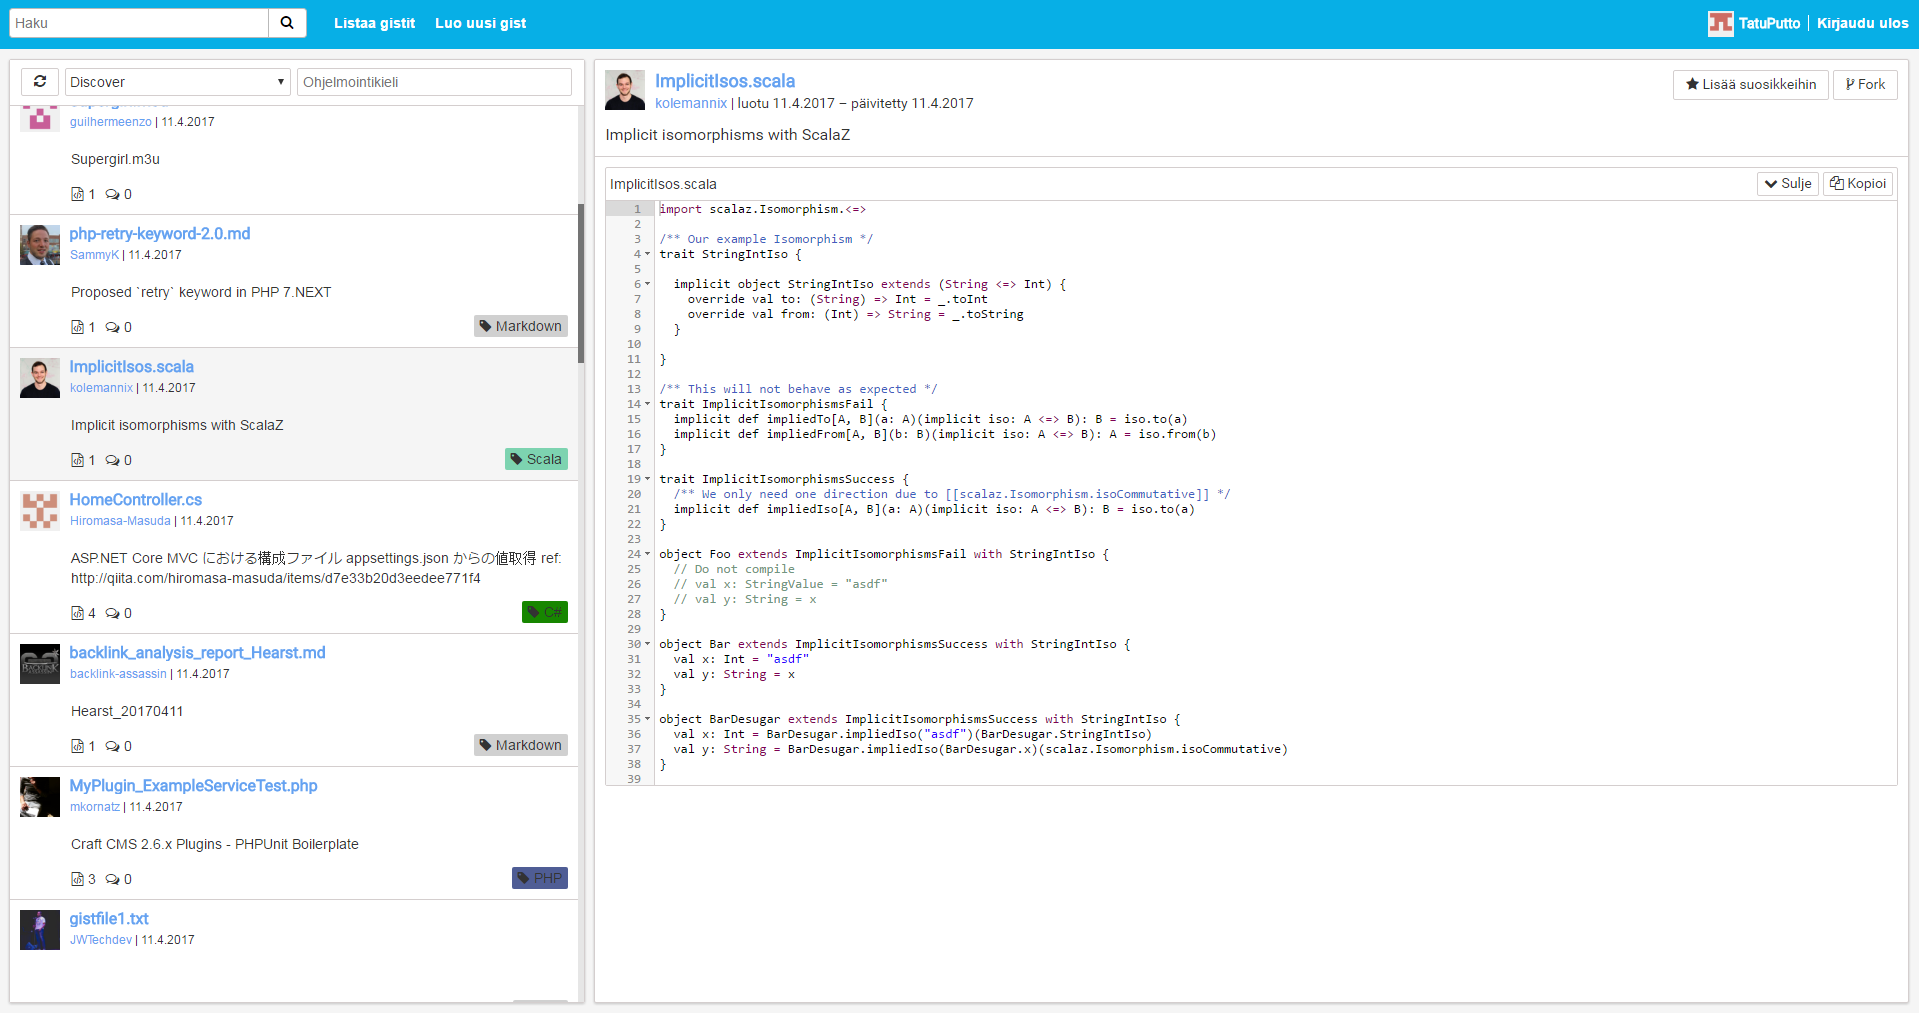 Haku
Listaa gistit
Luo uusi gist
TatuPutto
Kirjaudu ulos
Discover
Ohjelmointikieli
guilhermeenzo | 11.4.2017
Supergirl.m3u
1 0
php-retry-keyword-2.0.md
SammyK | 11.4.2017
Proposed `retry` keyword in PHP 7.NEXT
1 0
Markdown
ImplicitIsos.scala
kolemannix | 11.4.2017
Implicit isomorphisms with ScalaZ
1 0
Scala
HomeController.cs
Hiromasa-Masuda | 11.4.2017
ASP.NET Core MVC における構成ファイル appsettings.json からの値取得 ref:
http://qiita.com/hiromasa-masuda/items/d7e33b20d3eedee771f4
4 0
C#
backlink_analysis_report_Hearst.md
backlink-assassin | 11.4.2017
Hearst_20170411
1 0
Markdown
MyPlugin_ExampleServiceTest.php
mkornatz | 11.4.2017
Craft CMS 2.6.x Plugins - PHPUnit Boilerplate
3 0
PHP
gistfile1.txt
JWTechdev | 11.4.2017
ImplicitIsos.scala
kolemannix | luotu 11.4.2017 – päivitetty 11.4.2017
Lisää suosikkeihin
Fork
Implicit isomorphisms with ScalaZ
ImplicitIsos.scala
Sulje
Kopioi
1 import scalaz.Isomorphism.<=>
2
3 /** Our example Isomorphism */
4 trait StringIntIso {
5
6 implicit object StringIntIso extends (String <=> Int) {
7 override val to: (String) => Int = _.toInt
8 override val from: (Int) => String = _.toString
9 }
10
11 }
12
13 /** This will not behave as expected */
14 trait ImplicitIsomorphismsFail {
15 implicit def impliedTo[A, B](a: A)(implicit iso: A <=> B): B = iso.to(a)
16 implicit def impliedFrom[A, B](b: B)(implicit iso: A <=> B): A = iso.from(b)
17 }
18
19 trait ImplicitIsomorphismsSuccess {
20 /** We only need one direction due to [[scalaz.Isomorphism.isoCommutative]] */
21 implicit def impliedIso[A, B](a: A)(implicit iso: A <=> B): B = iso.to(a)
22 }
23
24 object Foo extends ImplicitIsomorphismsFail with StringIntIso {
25 // Do not compile
26 // val x: StringValue = "asdf"
27 // val y: String = x
28 }
29
30 object Bar extends ImplicitIsomorphismsSuccess with StringIntIso {
31 val x: Int = "asdf"
32 val y: String = x
33 }
34
35 object BarDesugar extends ImplicitIsomorphismsSuccess with StringIntIso {
36 val x: Int = BarDesugar.impliedIso("asdf")(BarDesugar.StringIntIso)
37 val y: String = BarDesugar.impliedIso(BarDesugar.x)(scalaz.Isomorphism.isoCommutative)
38 }
39